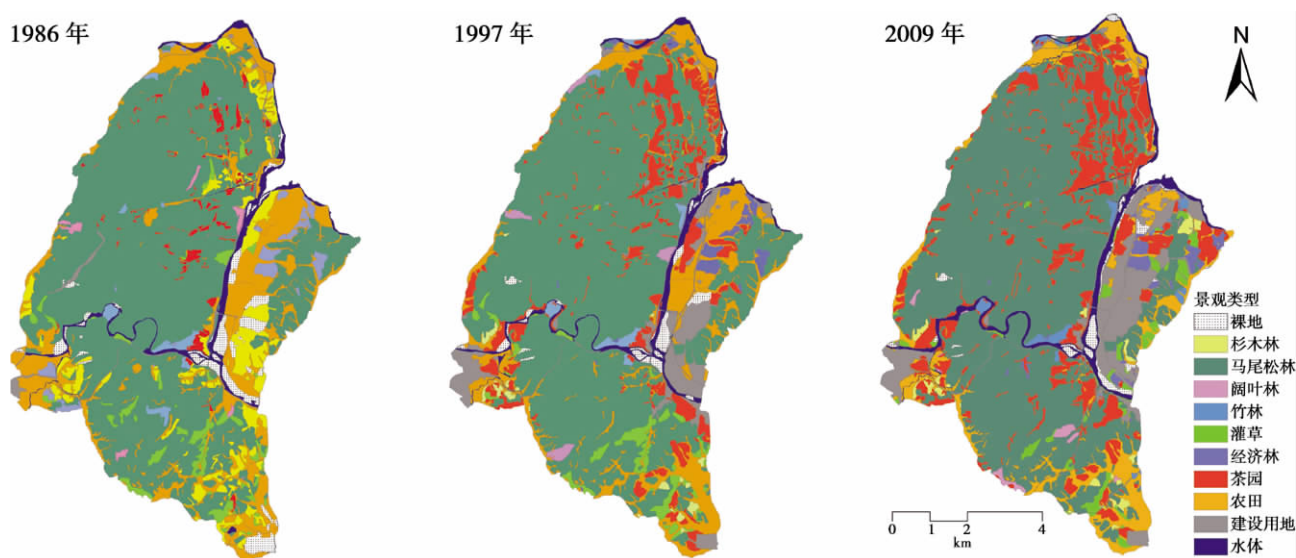 1986 年
1997 年
2009 年
N
景观类型
裸地
杉木林
马尾松林
阔叶林
竹林
灌草
经济林
茶园
农田
建设用地
水体
0 1 2 4
km